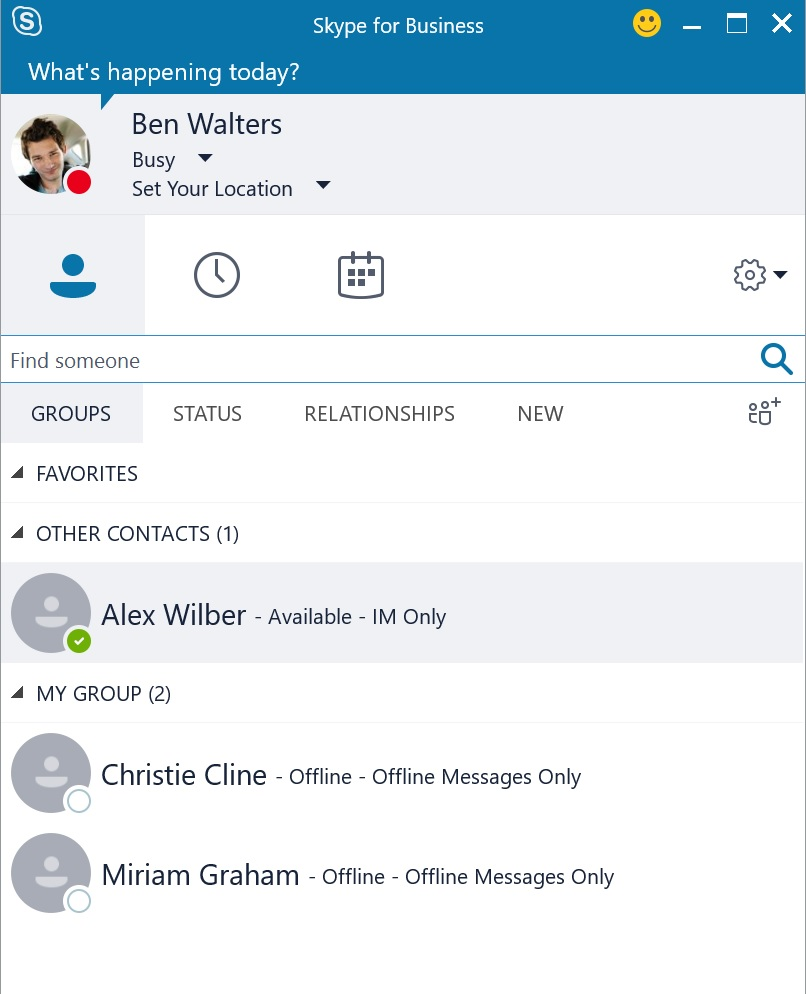 Skype for Business
What's happening today?
Ben Walters
Busy
Set Your Location
Find someone
GROUPS STATUS RELATIONSHIPS NEW
FAVORITES
OTHER CONTACTS (1)
Alex Wilber - Available - IM Only
MY GROUP (2)
Christie Cline - Offline - Offline Messages Only
Miriam Graham - Offline - Offline Messages Only